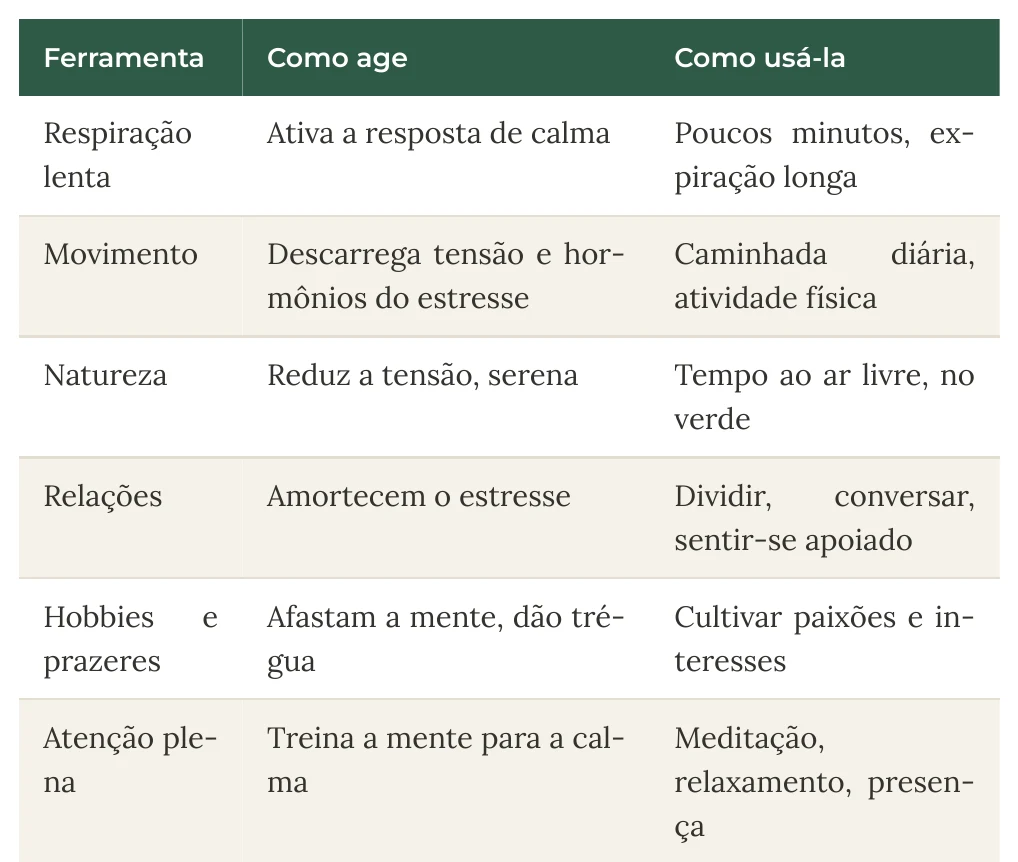 Ferramenta Como age Como usá-la
Respiração Ativa a resposta de calma Poucos minutos, ex-
lenta piração longa
Movimento Descarrega tensão e hor- Caminhada diária,
mônios do estresse atividade física
Natureza Reduz a tensão, serena Tempo ao ar livre, no
verde
Relações Amortecem o estresse Dividir, conversar,
sentir-se apoiado
Hobbies e Afastam a mente, dão tré- Cultivar paixões e in-
prazeres gua teresses
Atenção ple- Treina a mente para a cal- Meditação,
na ma relaxamento, presen-
ça